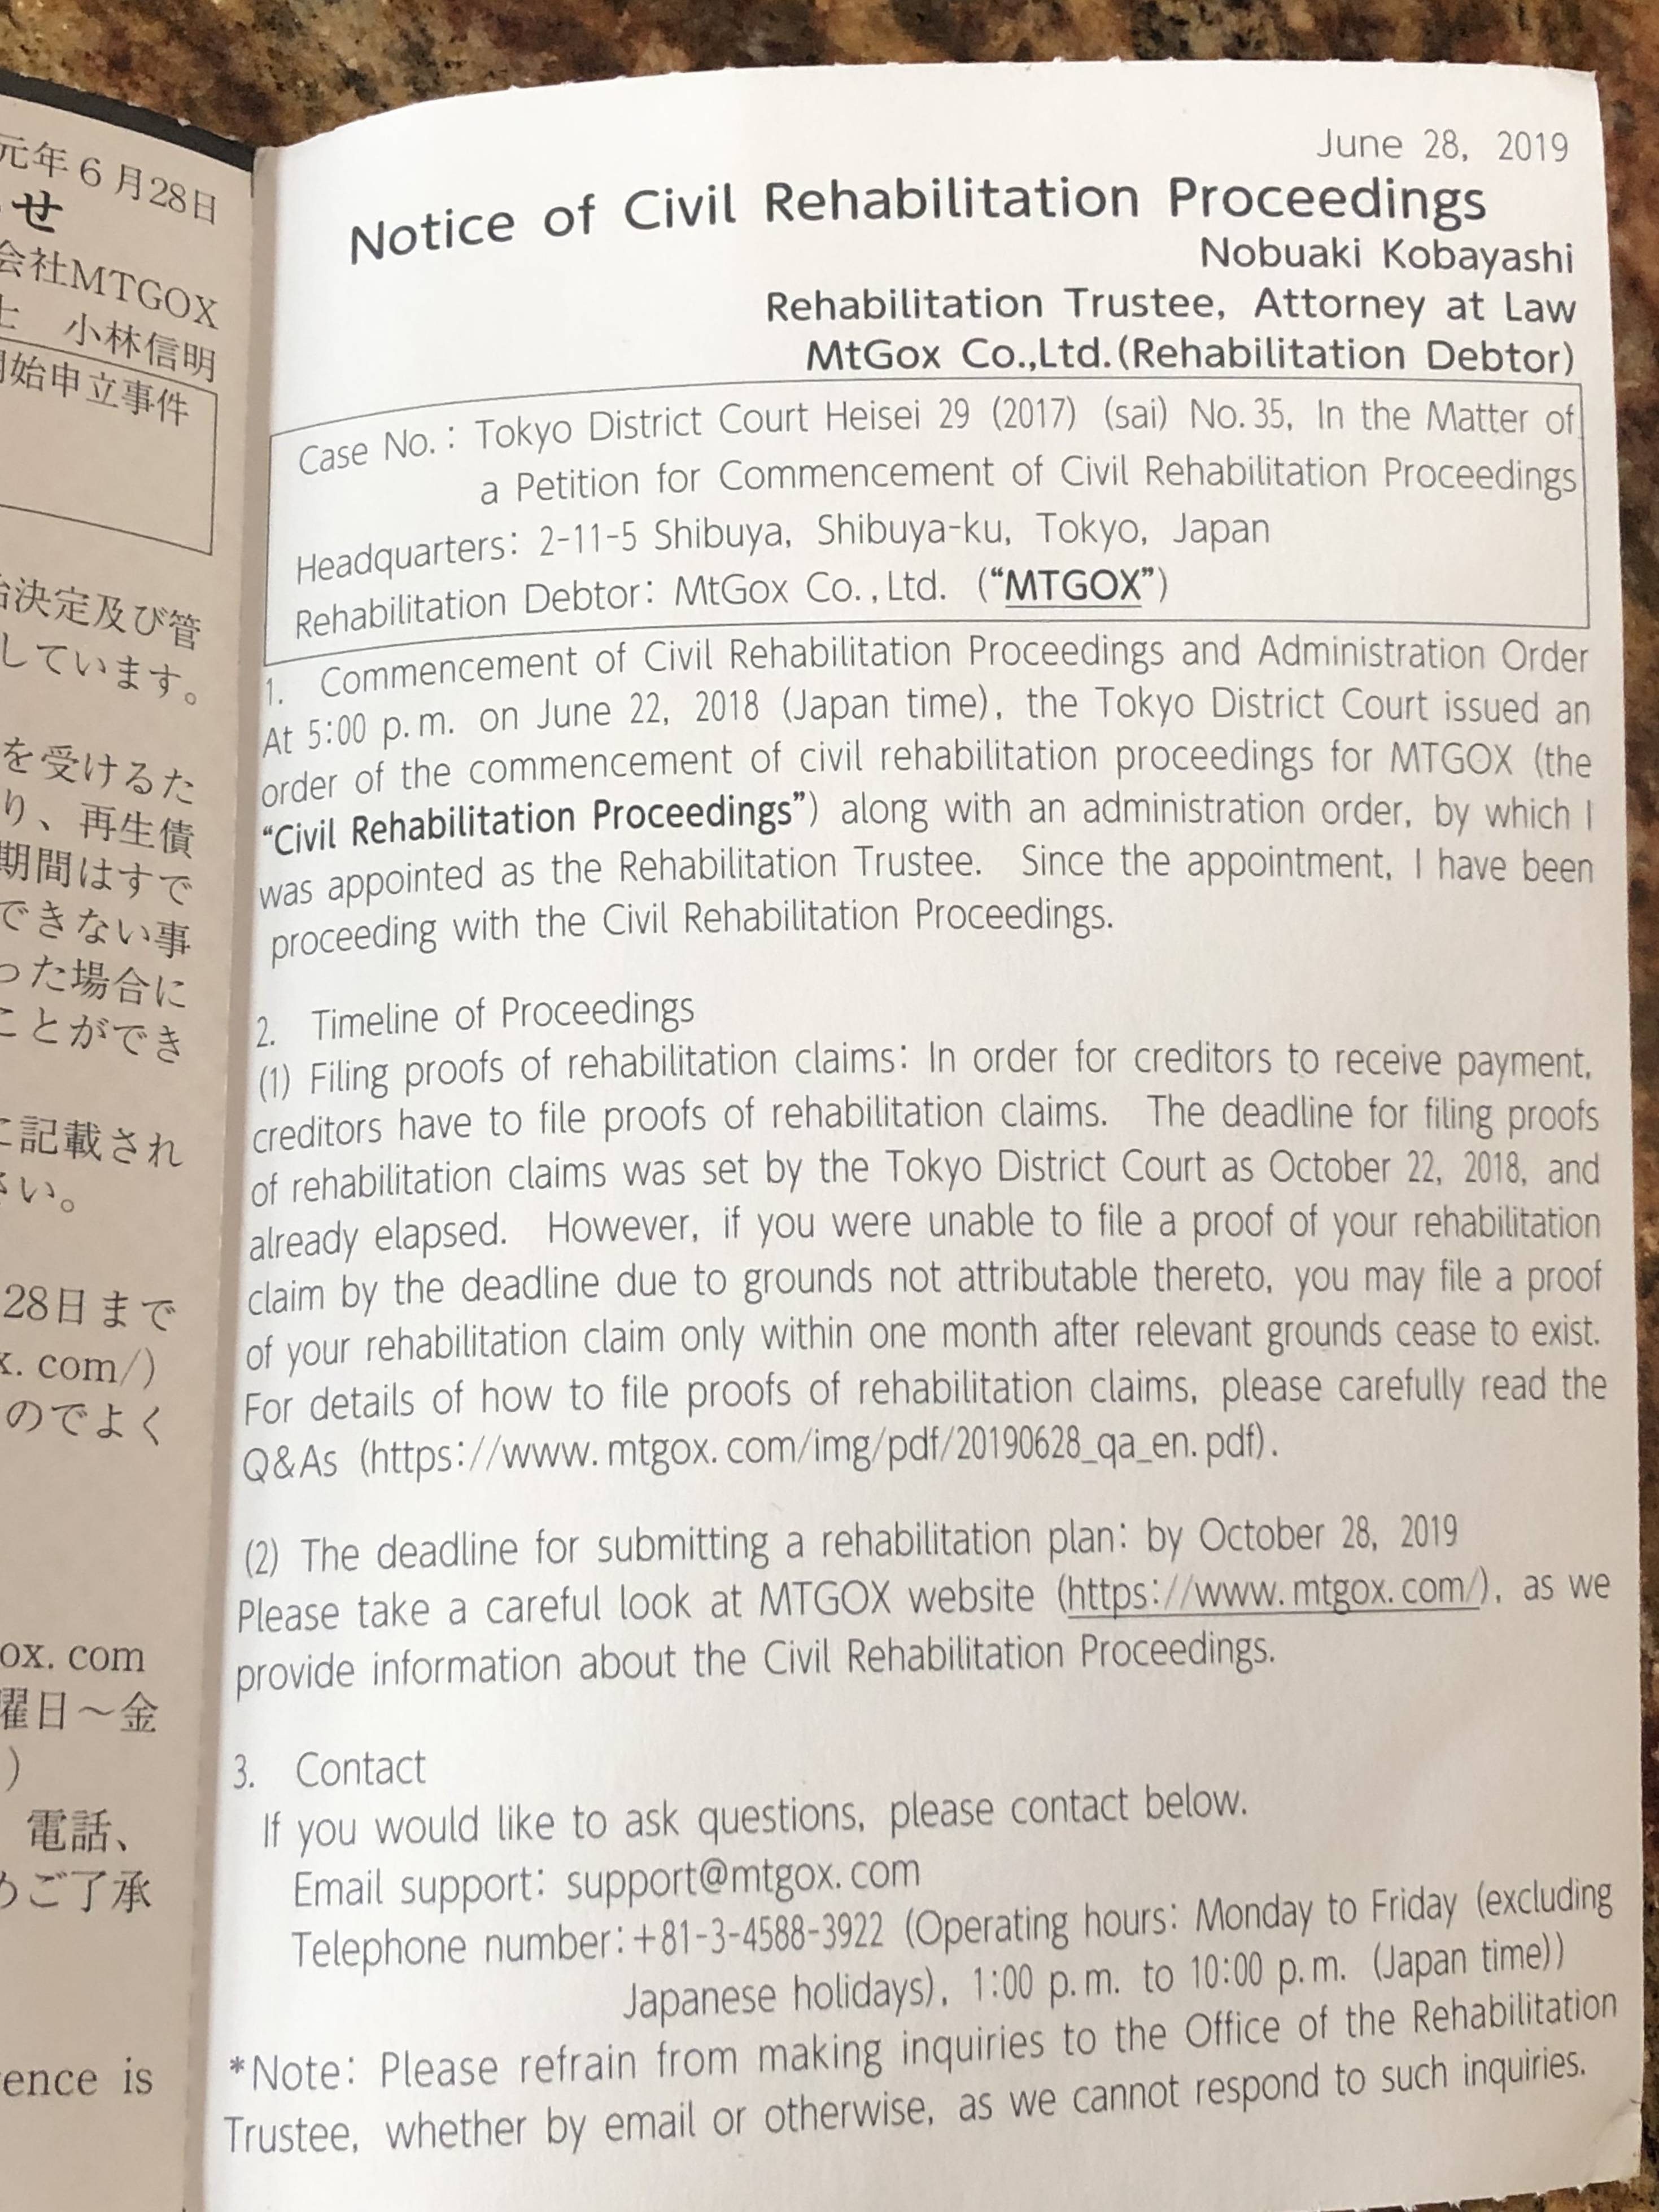 元年6月28日
せ
会社MTGOX
小林信明
開始申立事件
決定及び管
しています。
を受けるた
り、再生債
期間はすで
できない事
った場合に
ことができ
に記載され
さい。
28日まで
x. com/)
のでよく
ox. com
曜日～金
)
電話、
めご了承
ence is
June 28, 2019
Notice of Civil Rehabilitation Proceedings
Nobuaki Kobayashi
Rehabilitation Trustee, Attorney at Law
MtGox Co.,Ltd.(Rehabilitation Debtor)
Case No.: Tokyo District Court Heisei 29 (2017) (sai) No.35, In the Matter of
a Petition for Commencement of Civil Rehabilitation Proceedings
Headquarters: 2-11-5 Shibuya, Shibuya-ku, Tokyo, Japan
Rehabilitation Debtor: MtGox Co., Ltd. (“MTGOX”)
1. Commencement of Civil Rehabilitation Proceedings and Administration Order
At 5:00 p.m. on June 22, 2018 (Japan time), the Tokyo District Court issued an
order of the commencement of civil rehabilitation proceedings for MTGOX (the
“Civil Rehabilitation Proceedings”) along with an administration order, by which I
was appointed as the Rehabilitation Trustee. Since the appointment, I have been
proceeding with the Civil Rehabilitation Proceedings.
2. Timeline of Proceedings
(1) Filing proofs of rehabilitation claims: In order for creditors to receive payment,
creditors have to file proofs of rehabilitation claims. The deadline for filing proofs
of rehabilitation claims was set by the Tokyo District Court as October 22, 2018, and
already elapsed. However, if you were unable to file a proof of your rehabilitation
claim by the deadline due to grounds not attributable thereto, you may file a proof
of your rehabilitation claim only within one month after relevant grounds cease to exist.
For details of how to file proofs of rehabilitation claims, please carefully read the
Q&As (https://www.mtgox.com/img/pdf/20190628_qa_en.pdf).
(2) The deadline for submitting a rehabilitation plan: by October 28, 2019
Please take a careful look at MTGOX website (https://www.mtgox.com/), as we
provide information about the Civil Rehabilitation Proceedings.
3. Contact
If you would like to ask questions, please contact below.
Email support: support@mtgox.com
Telephone number:+81-3-4588-3922 (Operating hours: Monday to Friday (excluding
Japanese holidays), 1:00 p.m. to 10:00 p.m. (Japan time))
*Note: Please refrain from making inquiries to the Office of the Rehabilitation
Trustee, whether by email or otherwise, as we cannot respond to such inquiries.